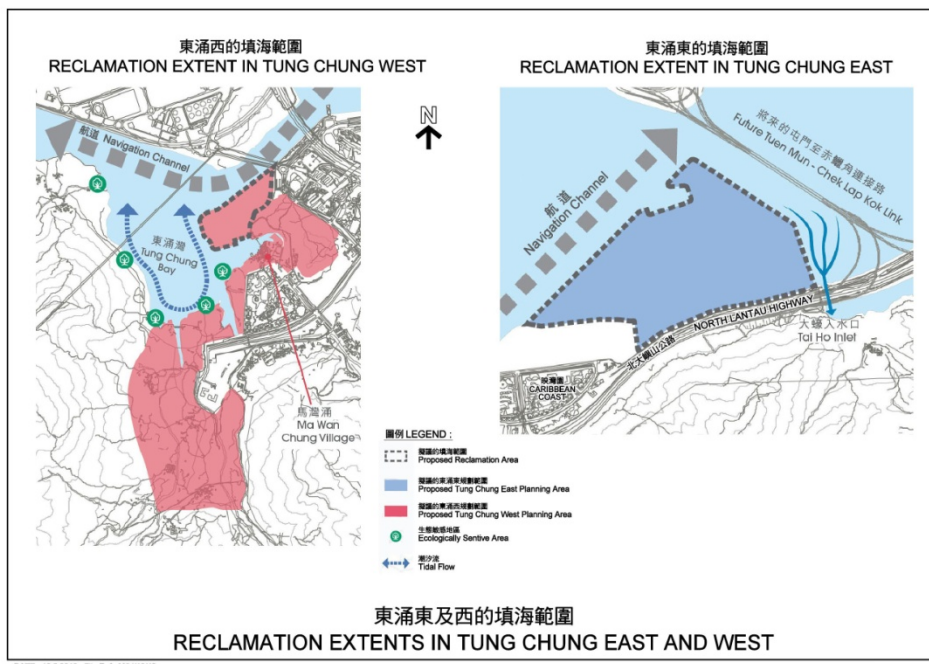 東涌西的填海範圍
RECLAMATION EXTENT IN TUNG CHUNG WEST
東涌東的填海範圍
RECLAMATION EXTENT IN TUNG CHUNG EAST
航道 Navigation Channel
N
東涌灣
Tung Chung
Bay
馬灣涌
Ma Wan
Chung Village
航道
Navigation Channel
將來的屯門至赤鱲角連接路
Future Tuen Mun - Chek Lap Kok Link
北大嶼山公路
NORTH LANTAU HIGHWAY
大蠔入水口
Tai Ho Inlet
映灣園
CARIBBEAN
COAST
圖例 LEGEND :
擬議的填海範圍
Proposed Reclamation Area
擬議的東涌東規劃範圍
Proposed Tung Chung East Planning Area
擬議的東涌西規劃範圍
Proposed Tung Chung West Planning Area
生態敏感地區
Ecologically Sentive Area
潮汐流
Tidal Flow
東涌東及西的填海範圍
RECLAMATION EXTENTS IN TUNG CHUNG EAST AND WEST